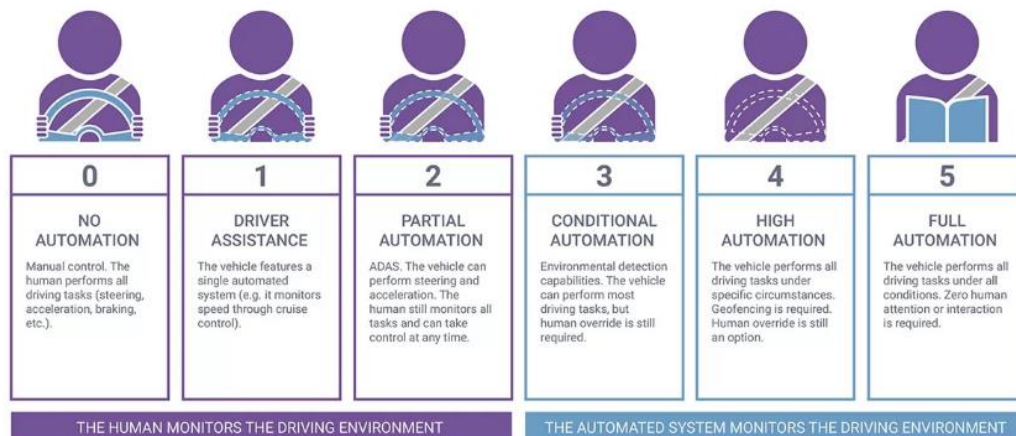 0
NO
AUTOMATION
Manual control. The
human performs all
driving tasks (steering,
acceleration, braking,
etc.).
1
DRIVER
ASSISTANCE
The vehicle features a
single automated
system (e.g. it monitors
speed through cruise
control).
2
PARTIAL
AUTOMATION
ADAS. The vehicle can
perform steering and
acceleration. The
human still monitors all
tasks and can take
control at any time.
3
CONDITIONAL
AUTOMATION
Environmental detection
capabilities. The vehicle
can perform most
driving tasks, but
human override is still
required.
4
HIGH
AUTOMATION
The vehicle performs all
driving tasks under
specific circumstances.
Geofencing is required.
Human override is still
an option.
5
FULL
AUTOMATION
The vehicle performs all
driving tasks under all
conditions. Zero human
attention or interaction
is required.
THE HUMAN MONITORS THE DRIVING ENVIRONMENT
THE AUTOMATED SYSTEM MONITORS THE DRIVING ENVIRONMENT